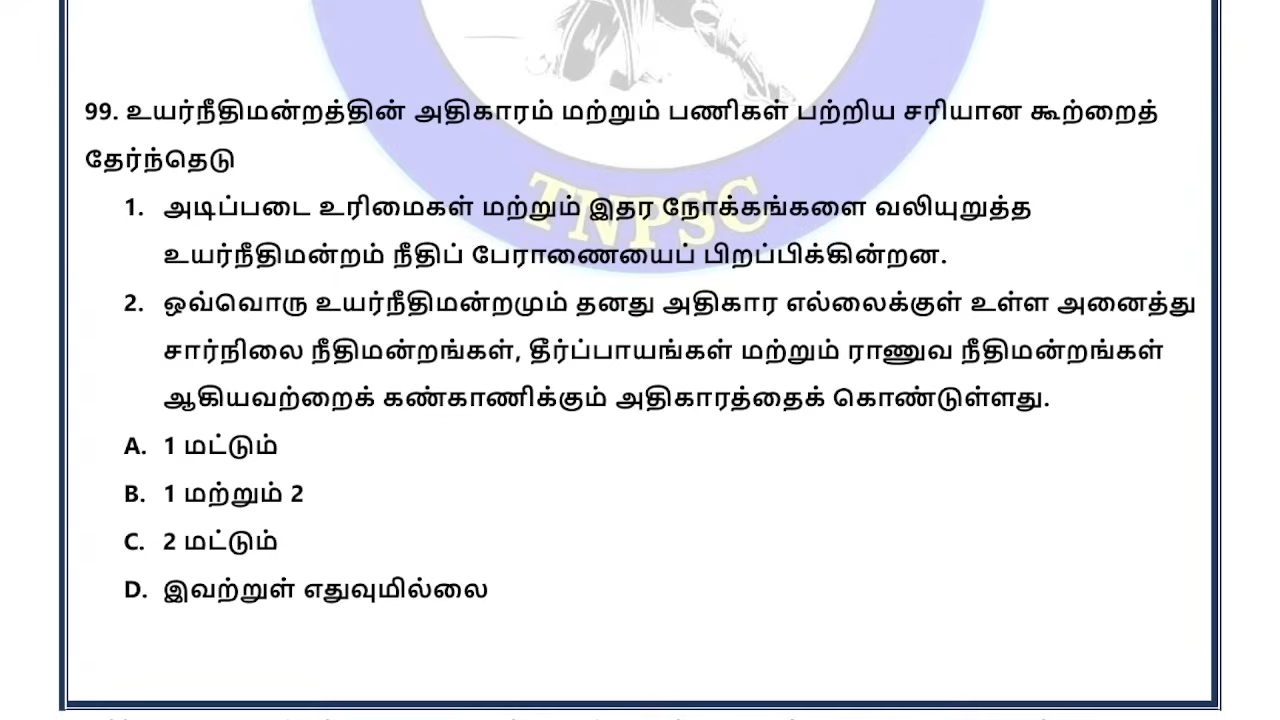 99. உயர்நீதிமன்றத்தின் அதிகாரம் மற்றும் பணிகள் பற்றிய சரியான கூற்றைத்
தேர்ந்தெடு
1. அடிப்படை உரிமைகள் மற்றும் இதர நோக்கங்களை வலியுறுத்த
உயர்நீதிமன்றம் நீதிப் பேராணையைப் பிறப்பிக்கின்றன.
2. ஒவ்வொரு உயர்நீதிமன்றமும் தனது அதிகார எல்லைக்குள் உள்ள அனைத்து
சார்நிலை நீதிமன்றங்கள், தீர்ப்பாயங்கள் மற்றும் ராணுவ நீதிமன்றங்கள்
ஆகியவற்றைக் கண்காணிக்கும் அதிகாரத்தைக் கொண்டுள்ளது.
A. 1 மட்டும்
B. 1 மற்றும் 2
C. 2 மட்டும்
D. இவற்றுள் எதுவுமில்லை
TNPSC